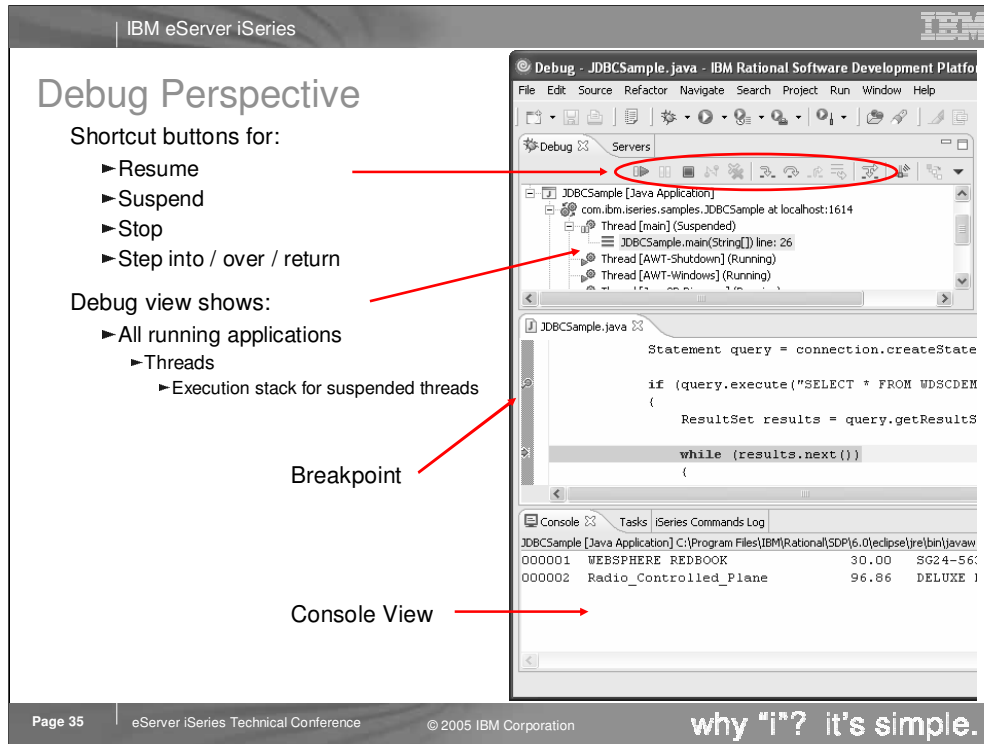 IBM eServer iSeries
IBM
Debug Perspective
Shortcut buttons for:
►Resume
►Suspend
►Stop
►Step into / over / return
Debug view shows:
►All running applications
►Threads
►Execution stack for suspended threads
Breakpoint
Console View
Debug - JDBCSample.java - IBM Rational Software Development Platfo
File Edit Source Refactor Navigate Search Project Run Window Help
Debug Servers
JDBCSample [Java Application]
com.ibm.iseries.samples.JDBCSample at localhost:1614
Thread [main] (Suspended)
JDBCSample.main(String[]) line: 26
Thread [AWT-Shutdown] (Running)
Thread [AWT-Windows] (Running)
JDBCSample.java
Statement query = connection.createState
if (query.execute("SELECT * FROM WDSCDEM
{
ResultSet results = query.getResultS
while (results.next())
{
Console Tasks iSeries Commands Log
JDBCSample [Java Application] C:\Program Files\IBM\Rational\SDP\6.0\eclipse\jre\bin\javaw
000001 WEBSPHERE REDBOOK 30.00 SG24-563
000002 Radio_Controlled_Plane 96.86 DELUXE
Page 35
eServer iSeries Technical Conference
© 2005 IBM Corporation
why "i"? it's simple.